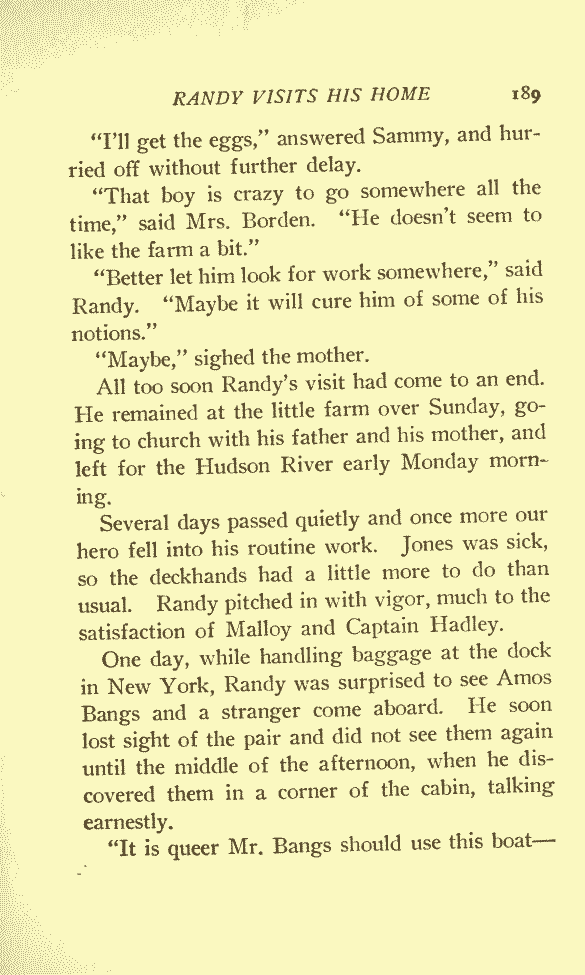 RANDY VISITS HIS HOME 189
“I’ll get the eggs,” answered Sammy, and hur-
ried off without further delay.
“That boy is crazy to go somewhere all the
time,” said Mrs. Borden. “He doesn’t seem to
like the farm a bit.”
“Better let him look for work somewhere,” said
Randy. “Maybe it will cure him of some of his
notions.”
“Maybe,” sighed the mother.
All too soon Randy’s visit had come to an end.
He remained at the little farm over Sunday, go-
ing to church with his father and his mother, and
left for the Hudson River early Monday morn-
ing.
Several days passed quietly and once more our
hero fell into his routine work. Jones was sick,
so the deckhands had a little more to do than
usual. Randy pitched in with vigor, much to the
satisfaction of Malloy and Captain Hadley.
One day, while handling baggage at the dock
in New York, Randy was surprised to see Amos
Bangs and a stranger come aboard. He soon
lost sight of the pair and did not see them again
until the middle of the afternoon, when he dis-
covered them in a corner of the cabin, talking
earnestly.
“It is queer Mr. Bangs should use this boat—